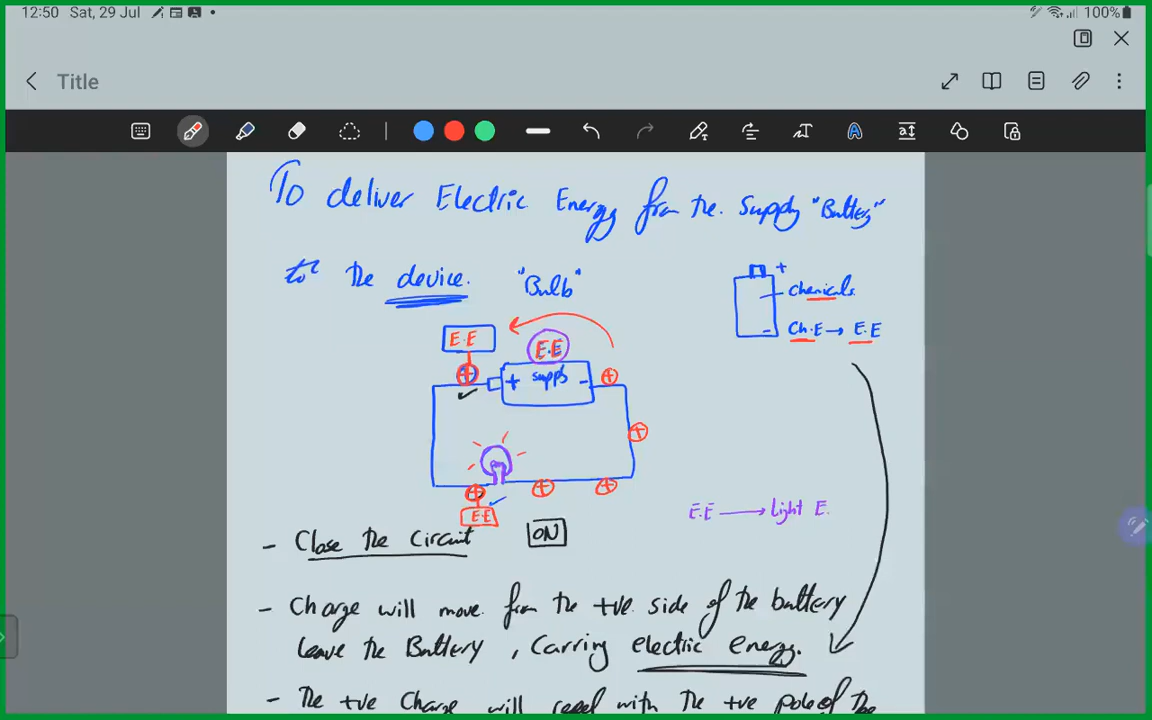 12:50 Sat, 29 Jul
100%
Title
To deliver Electric Energy from the. Supply "Battery"
to the device. "Bulb"
+
chemicals
-
Ch.E → E.E
E.E
E.E
+
+ supply -
+
+
+
+
+
E.E
E.E → light E.
- Close the Circuit ON
- Charge will move from the +ve side of the battery
leave the Battery, Carring electric energy.
- The +ve Charge will with the +ve pole of the